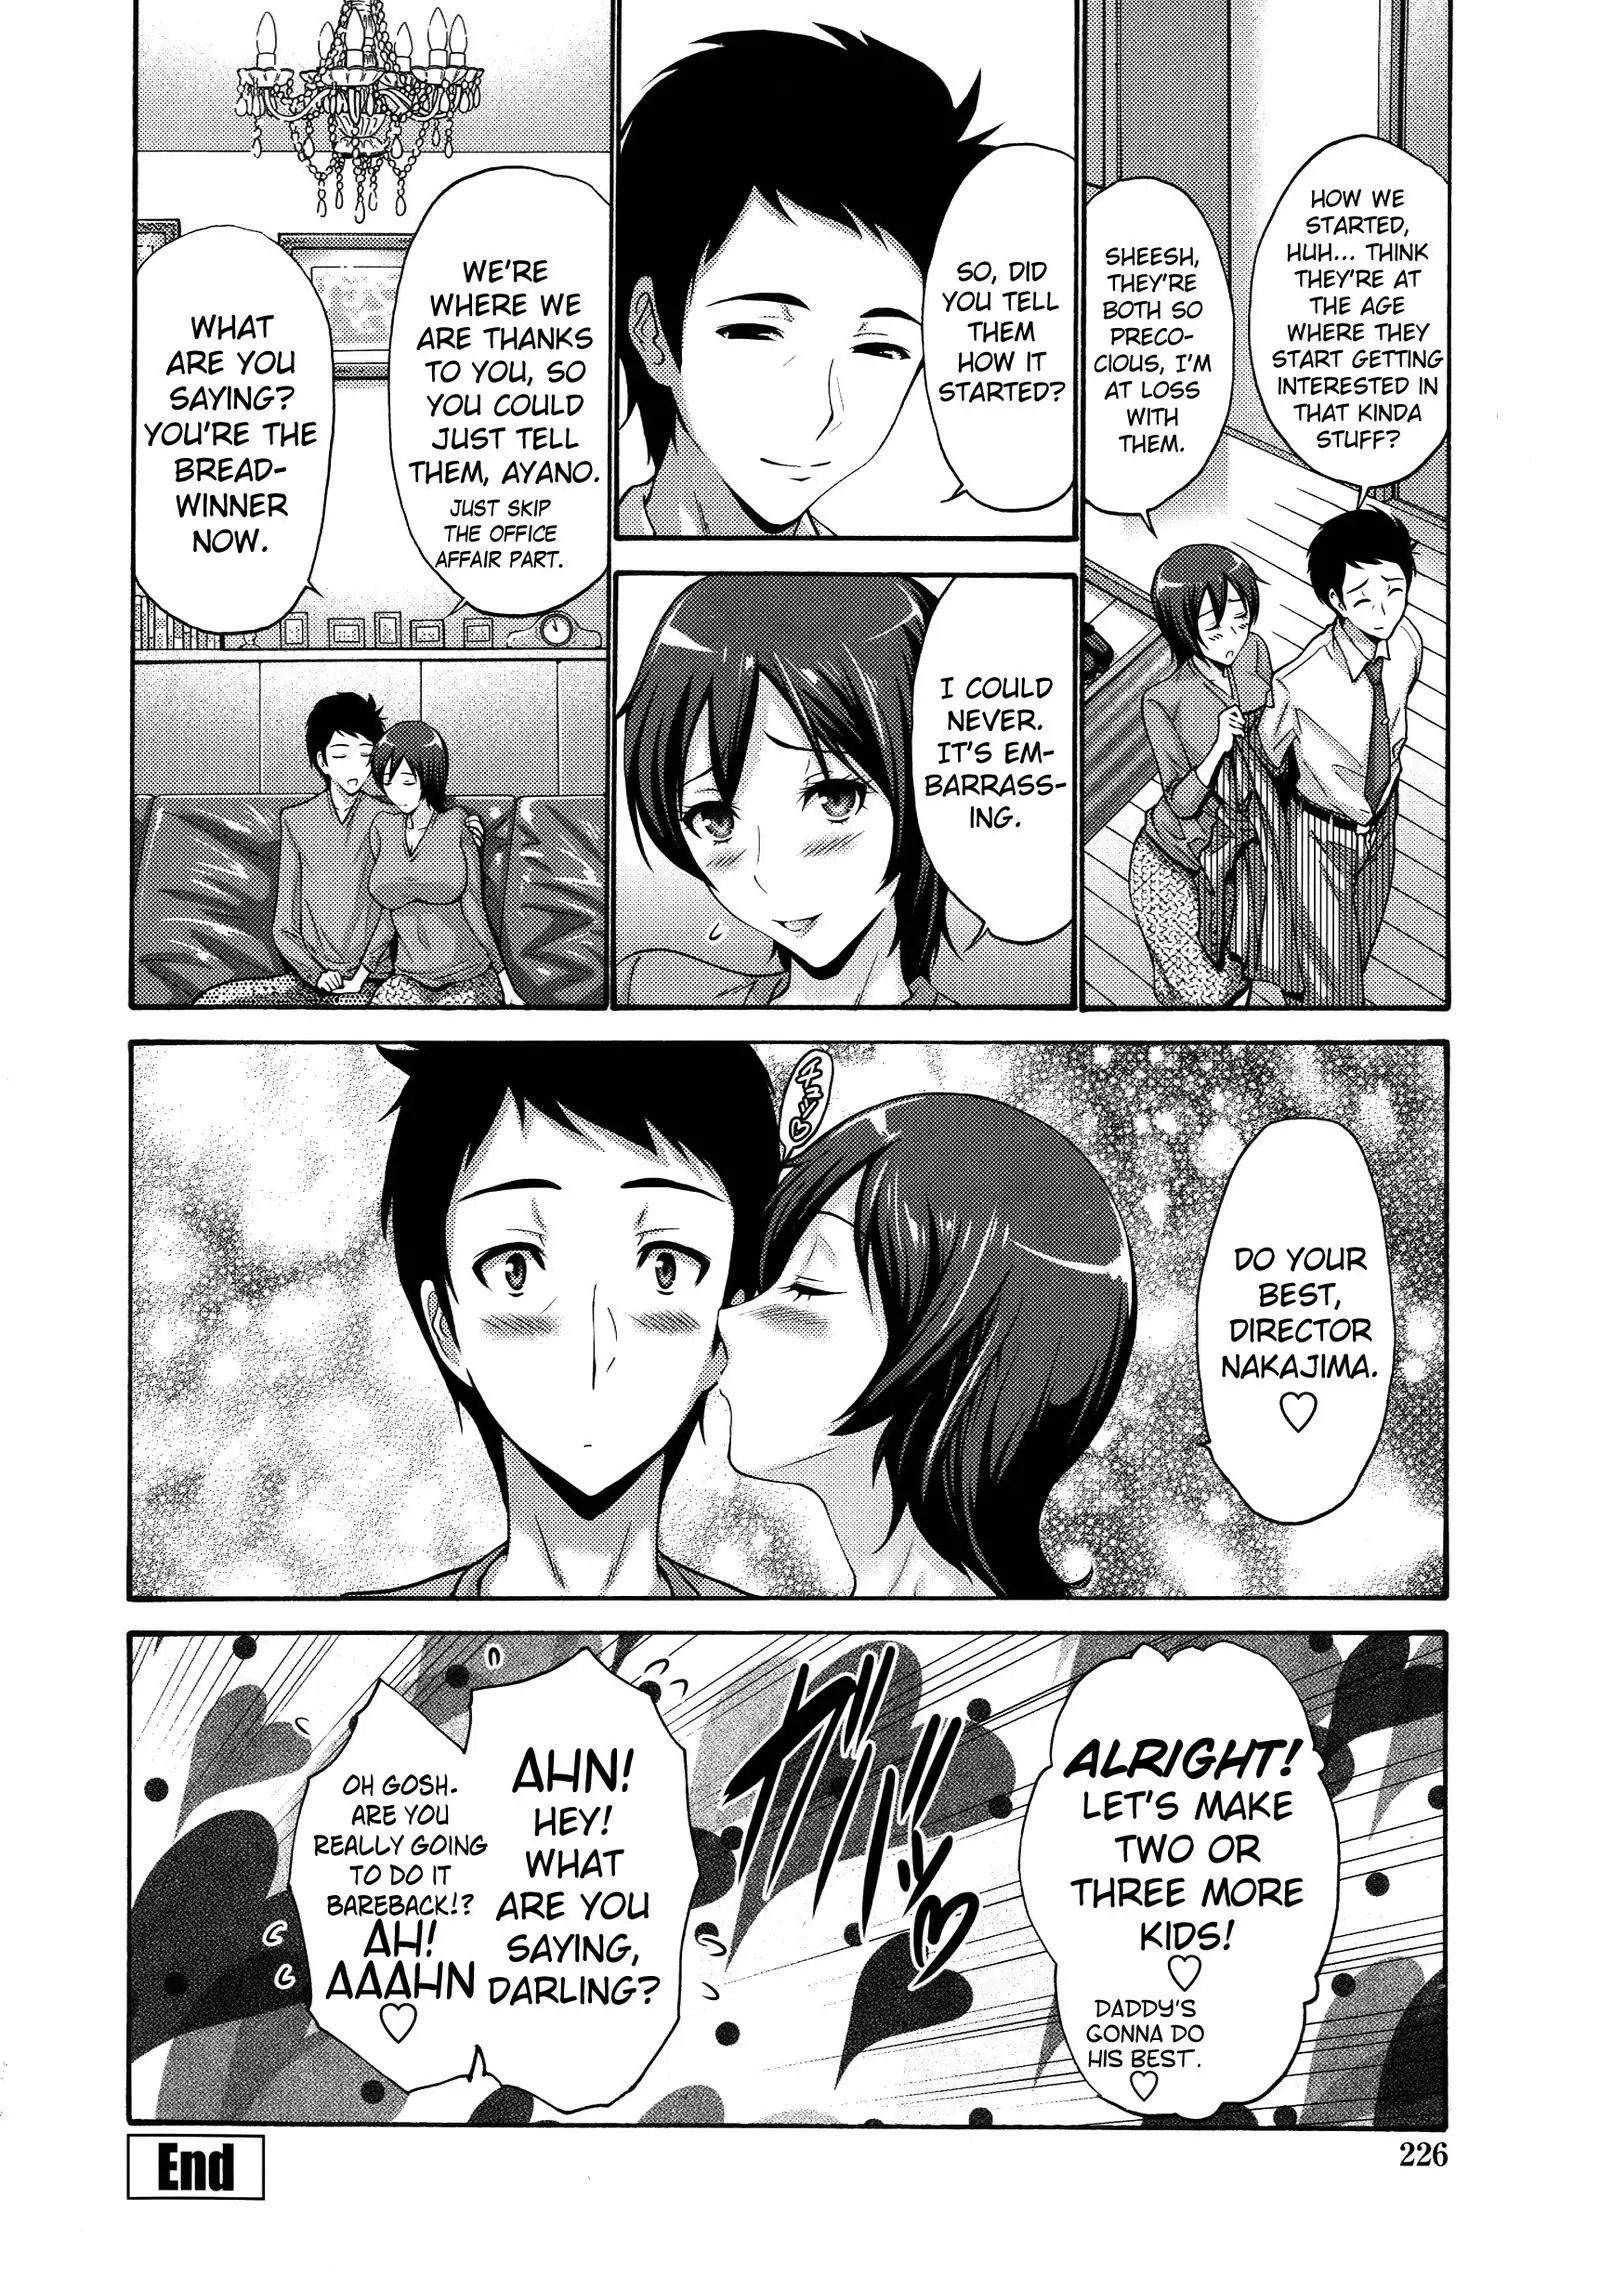 HOW WE
STARTED,
HUH... THINK
THEY'RE AT
THE AGE
WHERE THEY
START GETTING
INTERESTED IN
THAT KINDA
STUFF?
SHEESH,
THEY'RE
BOTH SO
PRECO-
CIOUS, I'M
AT LOSS
WITH
THEM.
SO, DID
YOU TELL
THEM
HOW IT
STARTED?
I COULD
NEVER.
IT'S EM-
BARRASS-
ING.
WE'RE
WHERE WE
ARE THANKS
TO YOU, SO
YOU COULD
JUST TELL
THEM, AYANO.
JUST SKIP
THE OFFICE
AFFAIR PART.
WHAT
ARE YOU
SAYING?
YOU'RE THE
BREAD-
WINNER
NOW.
チュッ♡
DO YOUR
BEST,
DIRECTOR
NAKAJIMA.
♡
ALRIGHT!
LET'S MAKE
TWO OR
THREE MORE
KIDS!
♡
DADDY'S
GONNA DO
HIS BEST.
♡
ガバッ♡
AHN!
HEY!
WHAT
ARE YOU
SAYING,
DARLING?
OH GOSH.
ARE YOU
REALLY GOING
TO DO IT
BAREBACK!?
AH!
AAAHN
♡
End
226